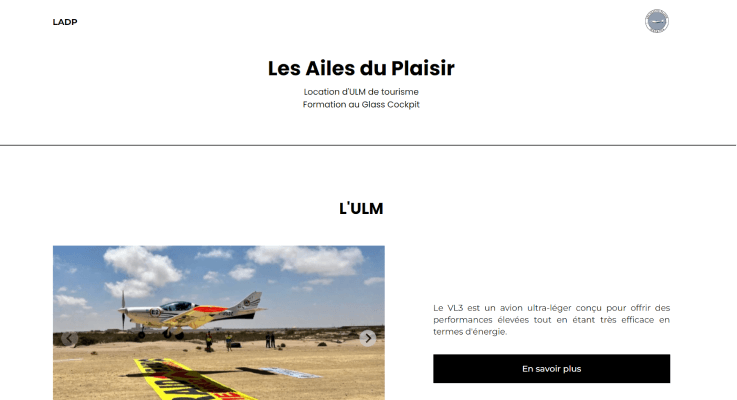 LADP
Les Ailes du Plaisir
Location d'ULM de tourisme
Formation au Glass Cockpit
L'ULM
Le VL3 est un avion ultra-léger conçu pour offrir des
performances élevées tout en étant très efficace en
termes d'énergie.
En savoir plus